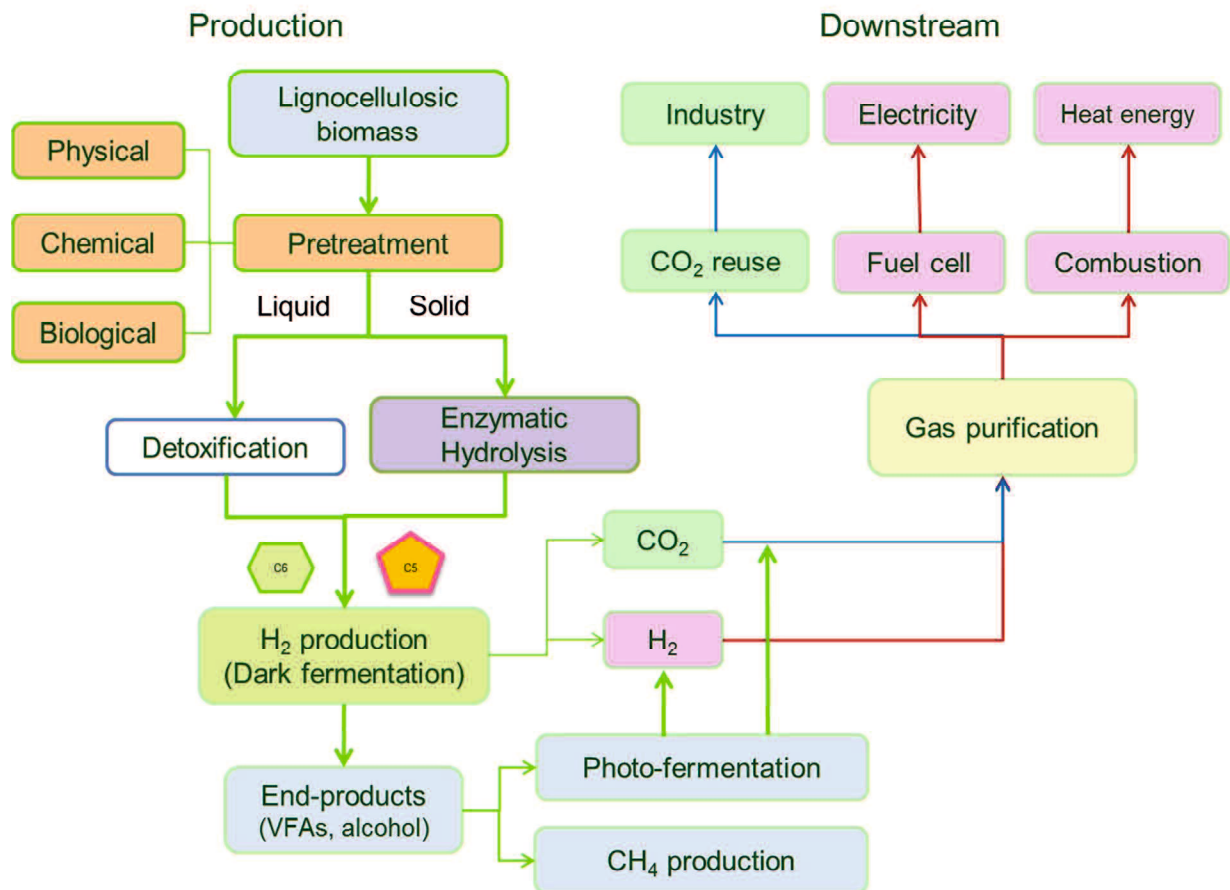 Production
Downstream
Lignocellulosic
biomass
Physical
Chemical
Biological
Pretreatment
Liquid
Solid
Detoxification
Enzymatic
Hydrolysis
C6
C5
H₂ production
(Dark fermentation)
End-products
(VFAs, alcohol)
CO₂
H₂
Photo-fermentation
CH₄ production
Industry
Electricity
Heat energy
CO₂ reuse
Fuel cell
Combustion
Gas purification